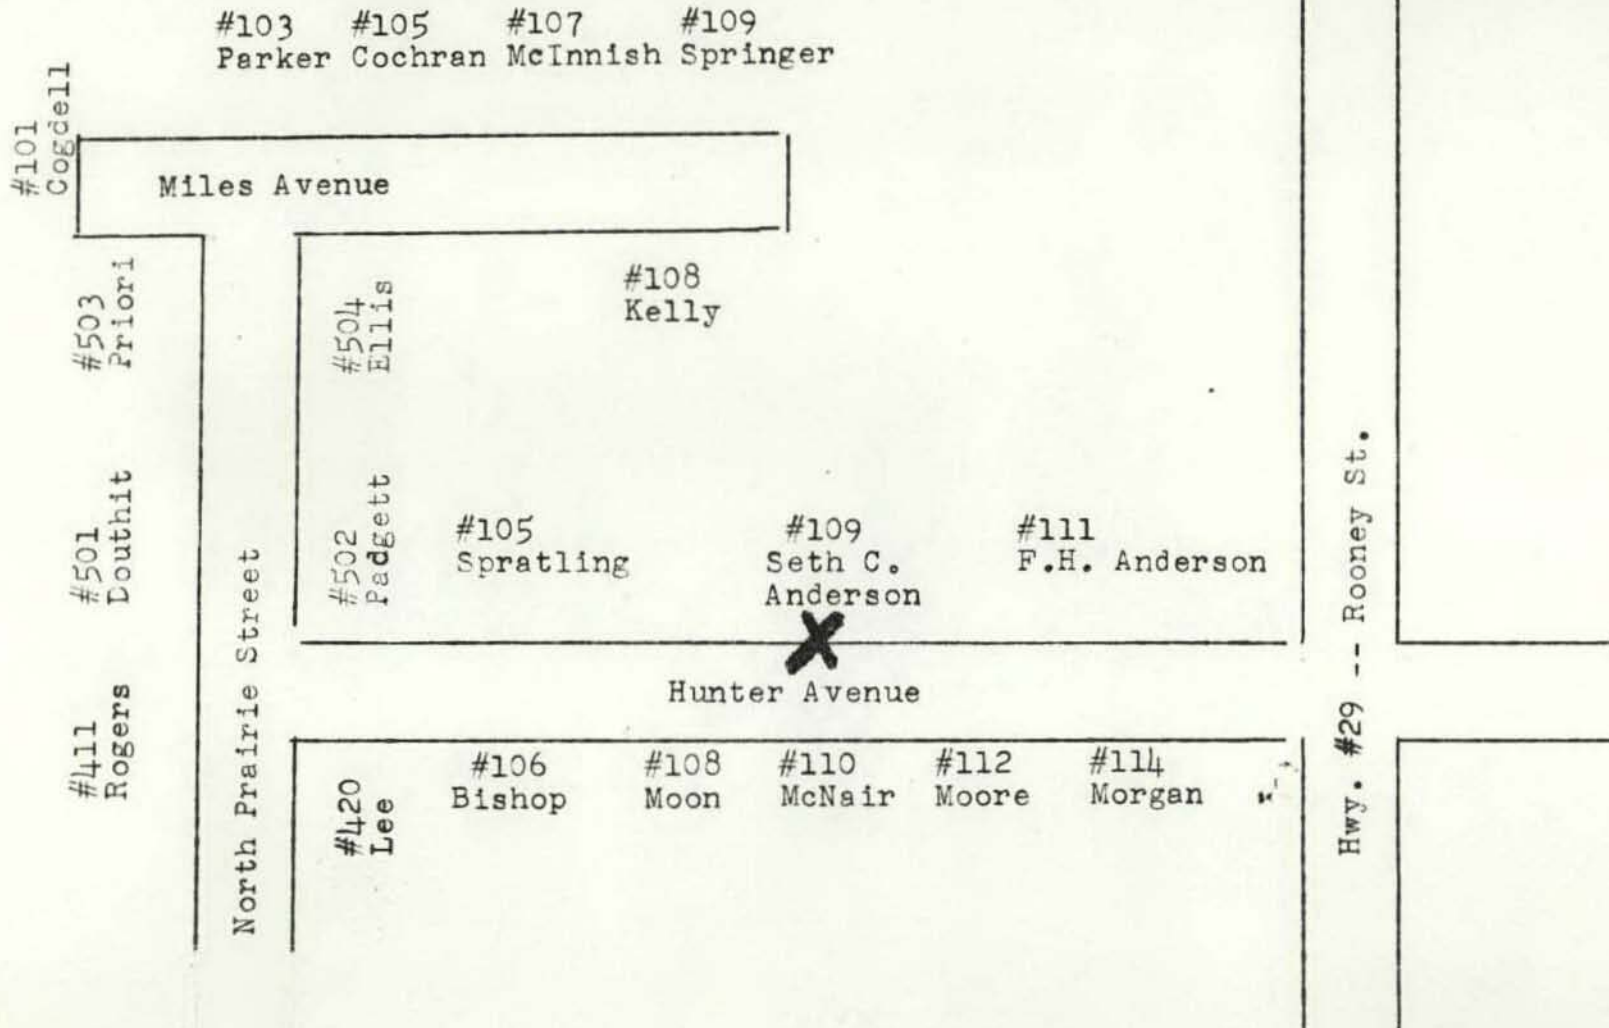 #103 #105 #107 #109
Parker Cochran McInnish Springer
#101
Cogdell
Miles Avenue
#503
Priori
#504
Ellis
#108
Kelly
#501
Douthit
#502
Padgett
#105
Spratling
#109
Seth C.
Anderson
#111
F.H. Anderson
Hunter Avenue
#411
Rogers
North Prairie Street
#420
Lee
#106
Bishop
#108
Moon
#110
McNair
#112
Moore
#114
Morgan
Hwy. #29 -- Rooney St.